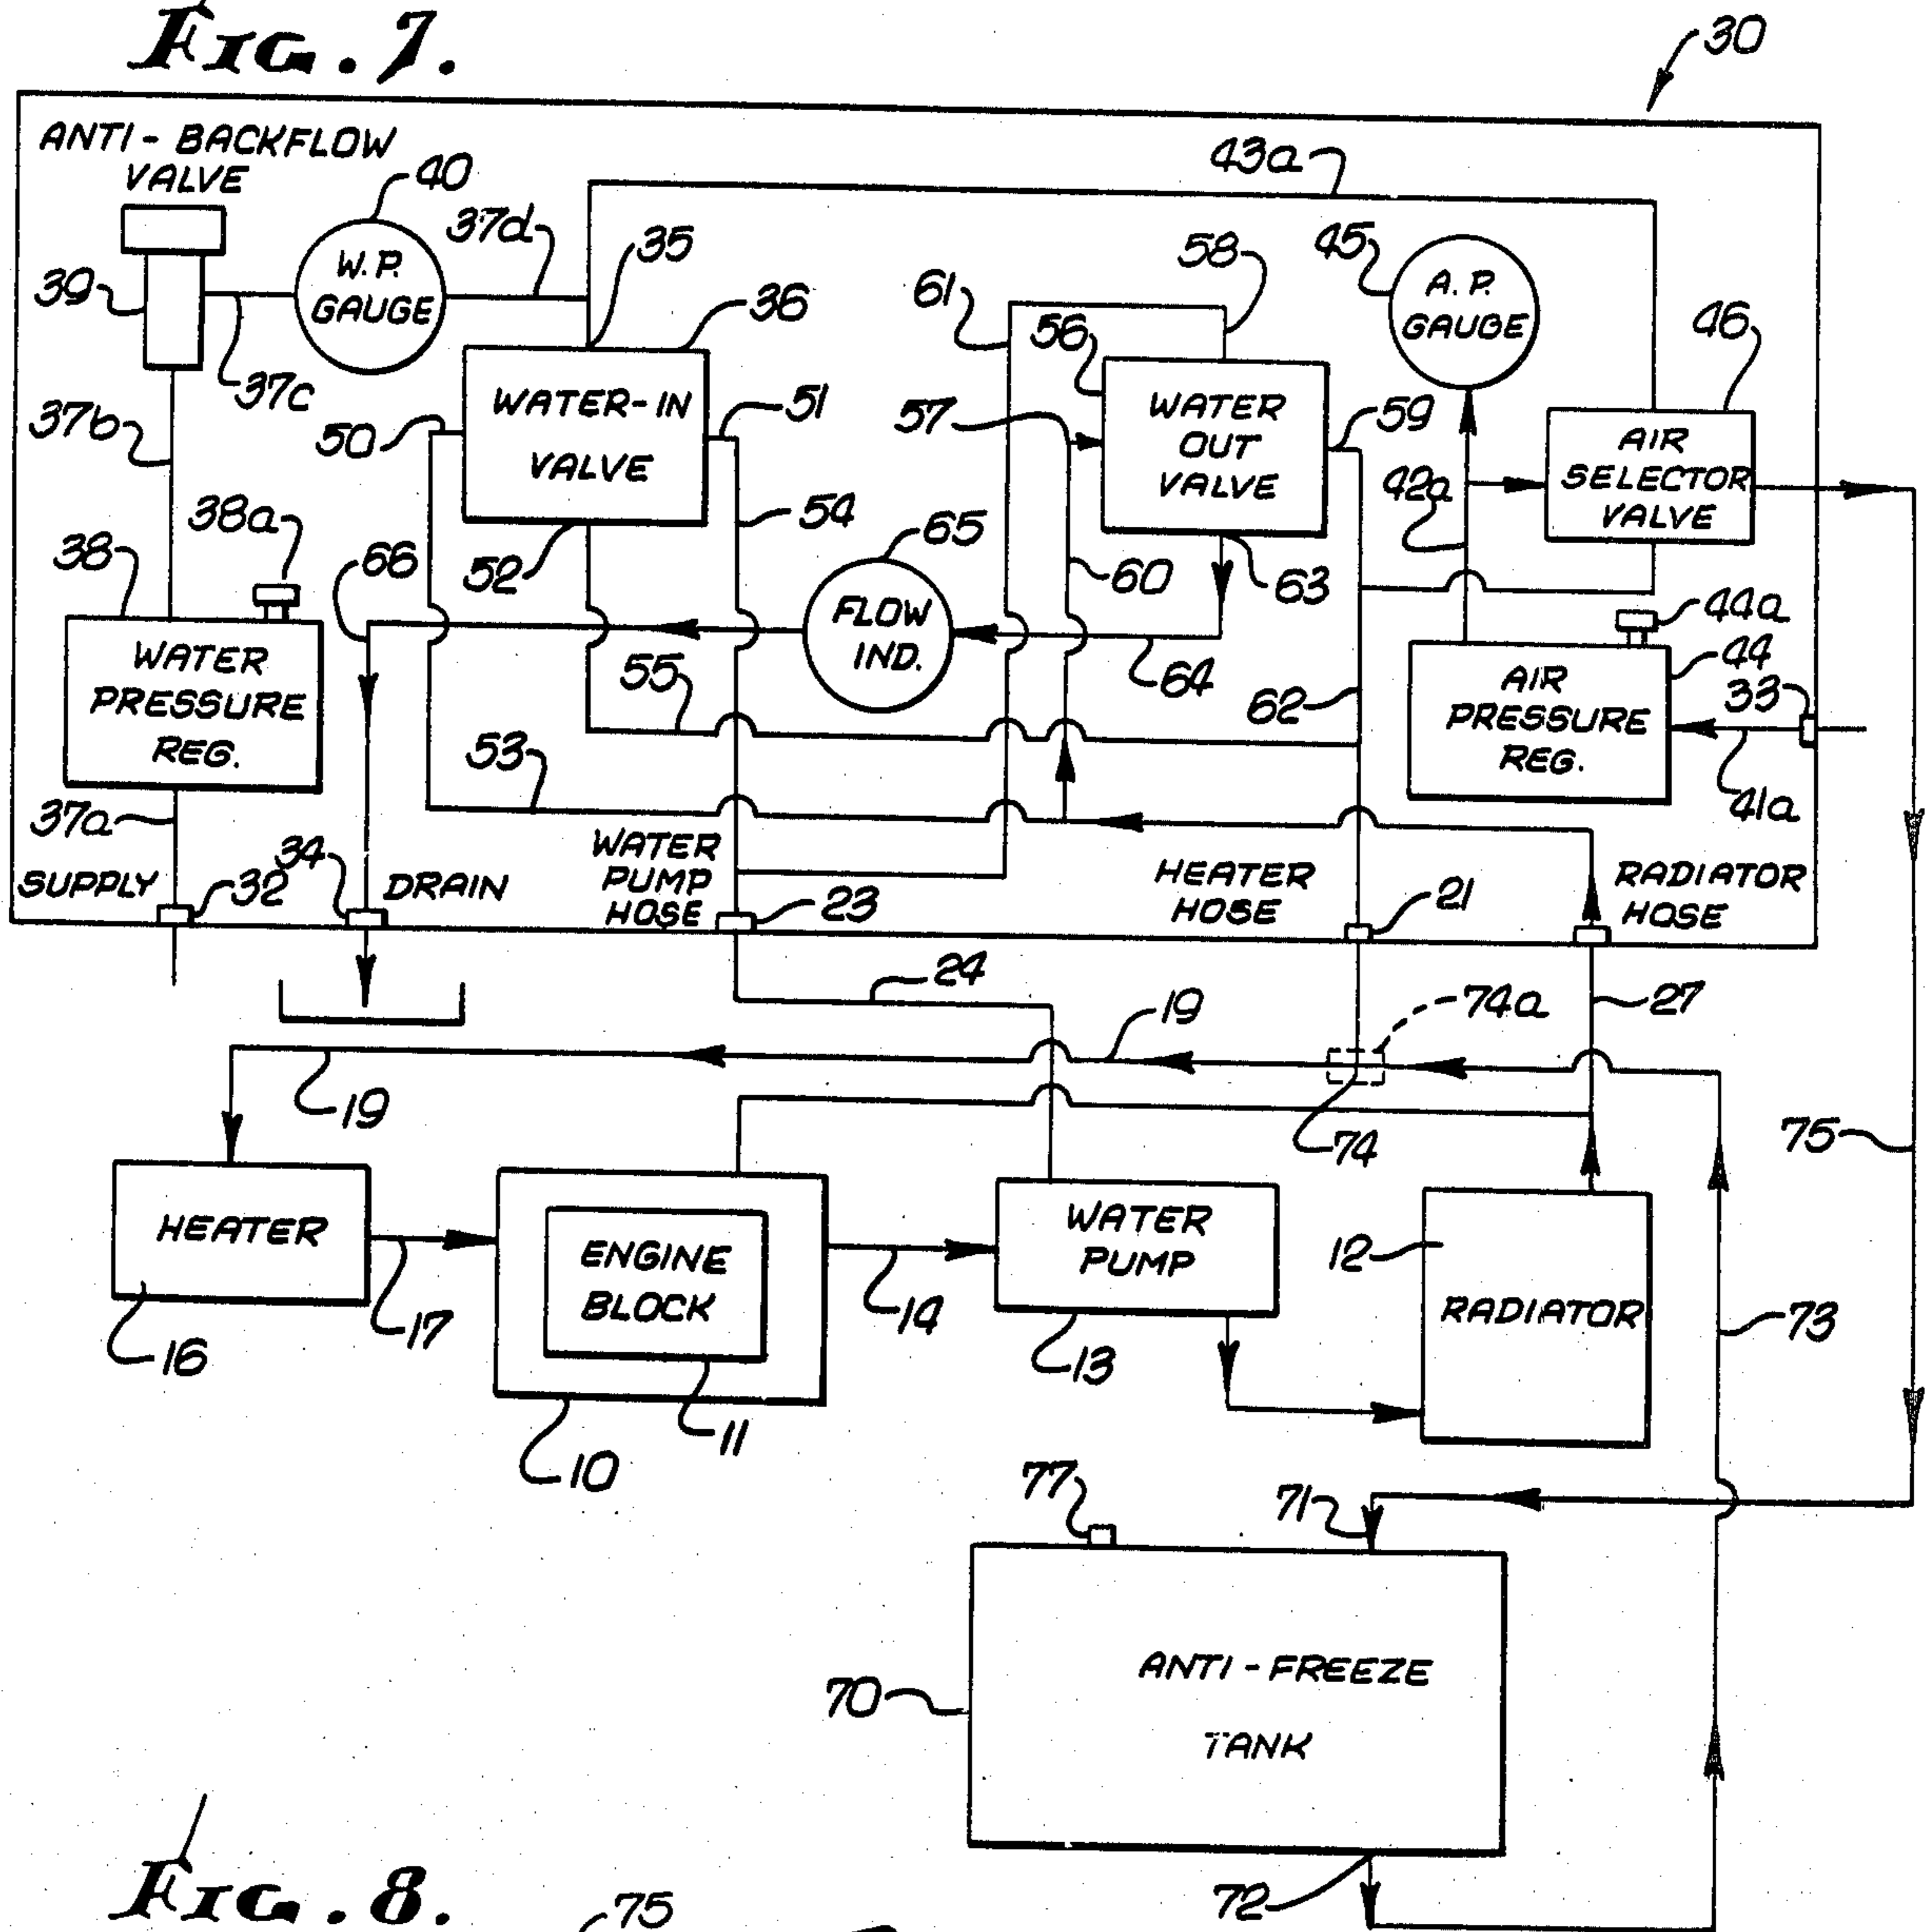 FIG. 7.
30
ANTI-BACKFLOW
VALVE
40
43a
37d
35
58
45
W.P.
GAUGE
A.P.
GAUGE
39
36
61
56
46
37c
WATER-IN
VALVE
51
57
WATER
OUT
VALVE
59
AIR
SELECTOR
VALVE
37b
50
42a
38a
54
65
38
66
52
60
63
FLOW
IND.
44a
WATER
PRESSURE
REG.
55
64
62
AIR
PRESSURE
REG.
44
33
53
37a
41a
34
WATER
PUMP
HOSE
SUPPLY
32
DRAIN
23
HEATER
HOSE
21
RADIATOR
HOSE
24
19
74a
27
19
74
75
HEATER
ENGINE
BLOCK
WATER
PUMP
12
RADIATOR
16
17
14
13
73
11
10
77
71
70
ANTI-FREEZE
TANK
72
FIG. 8.
75